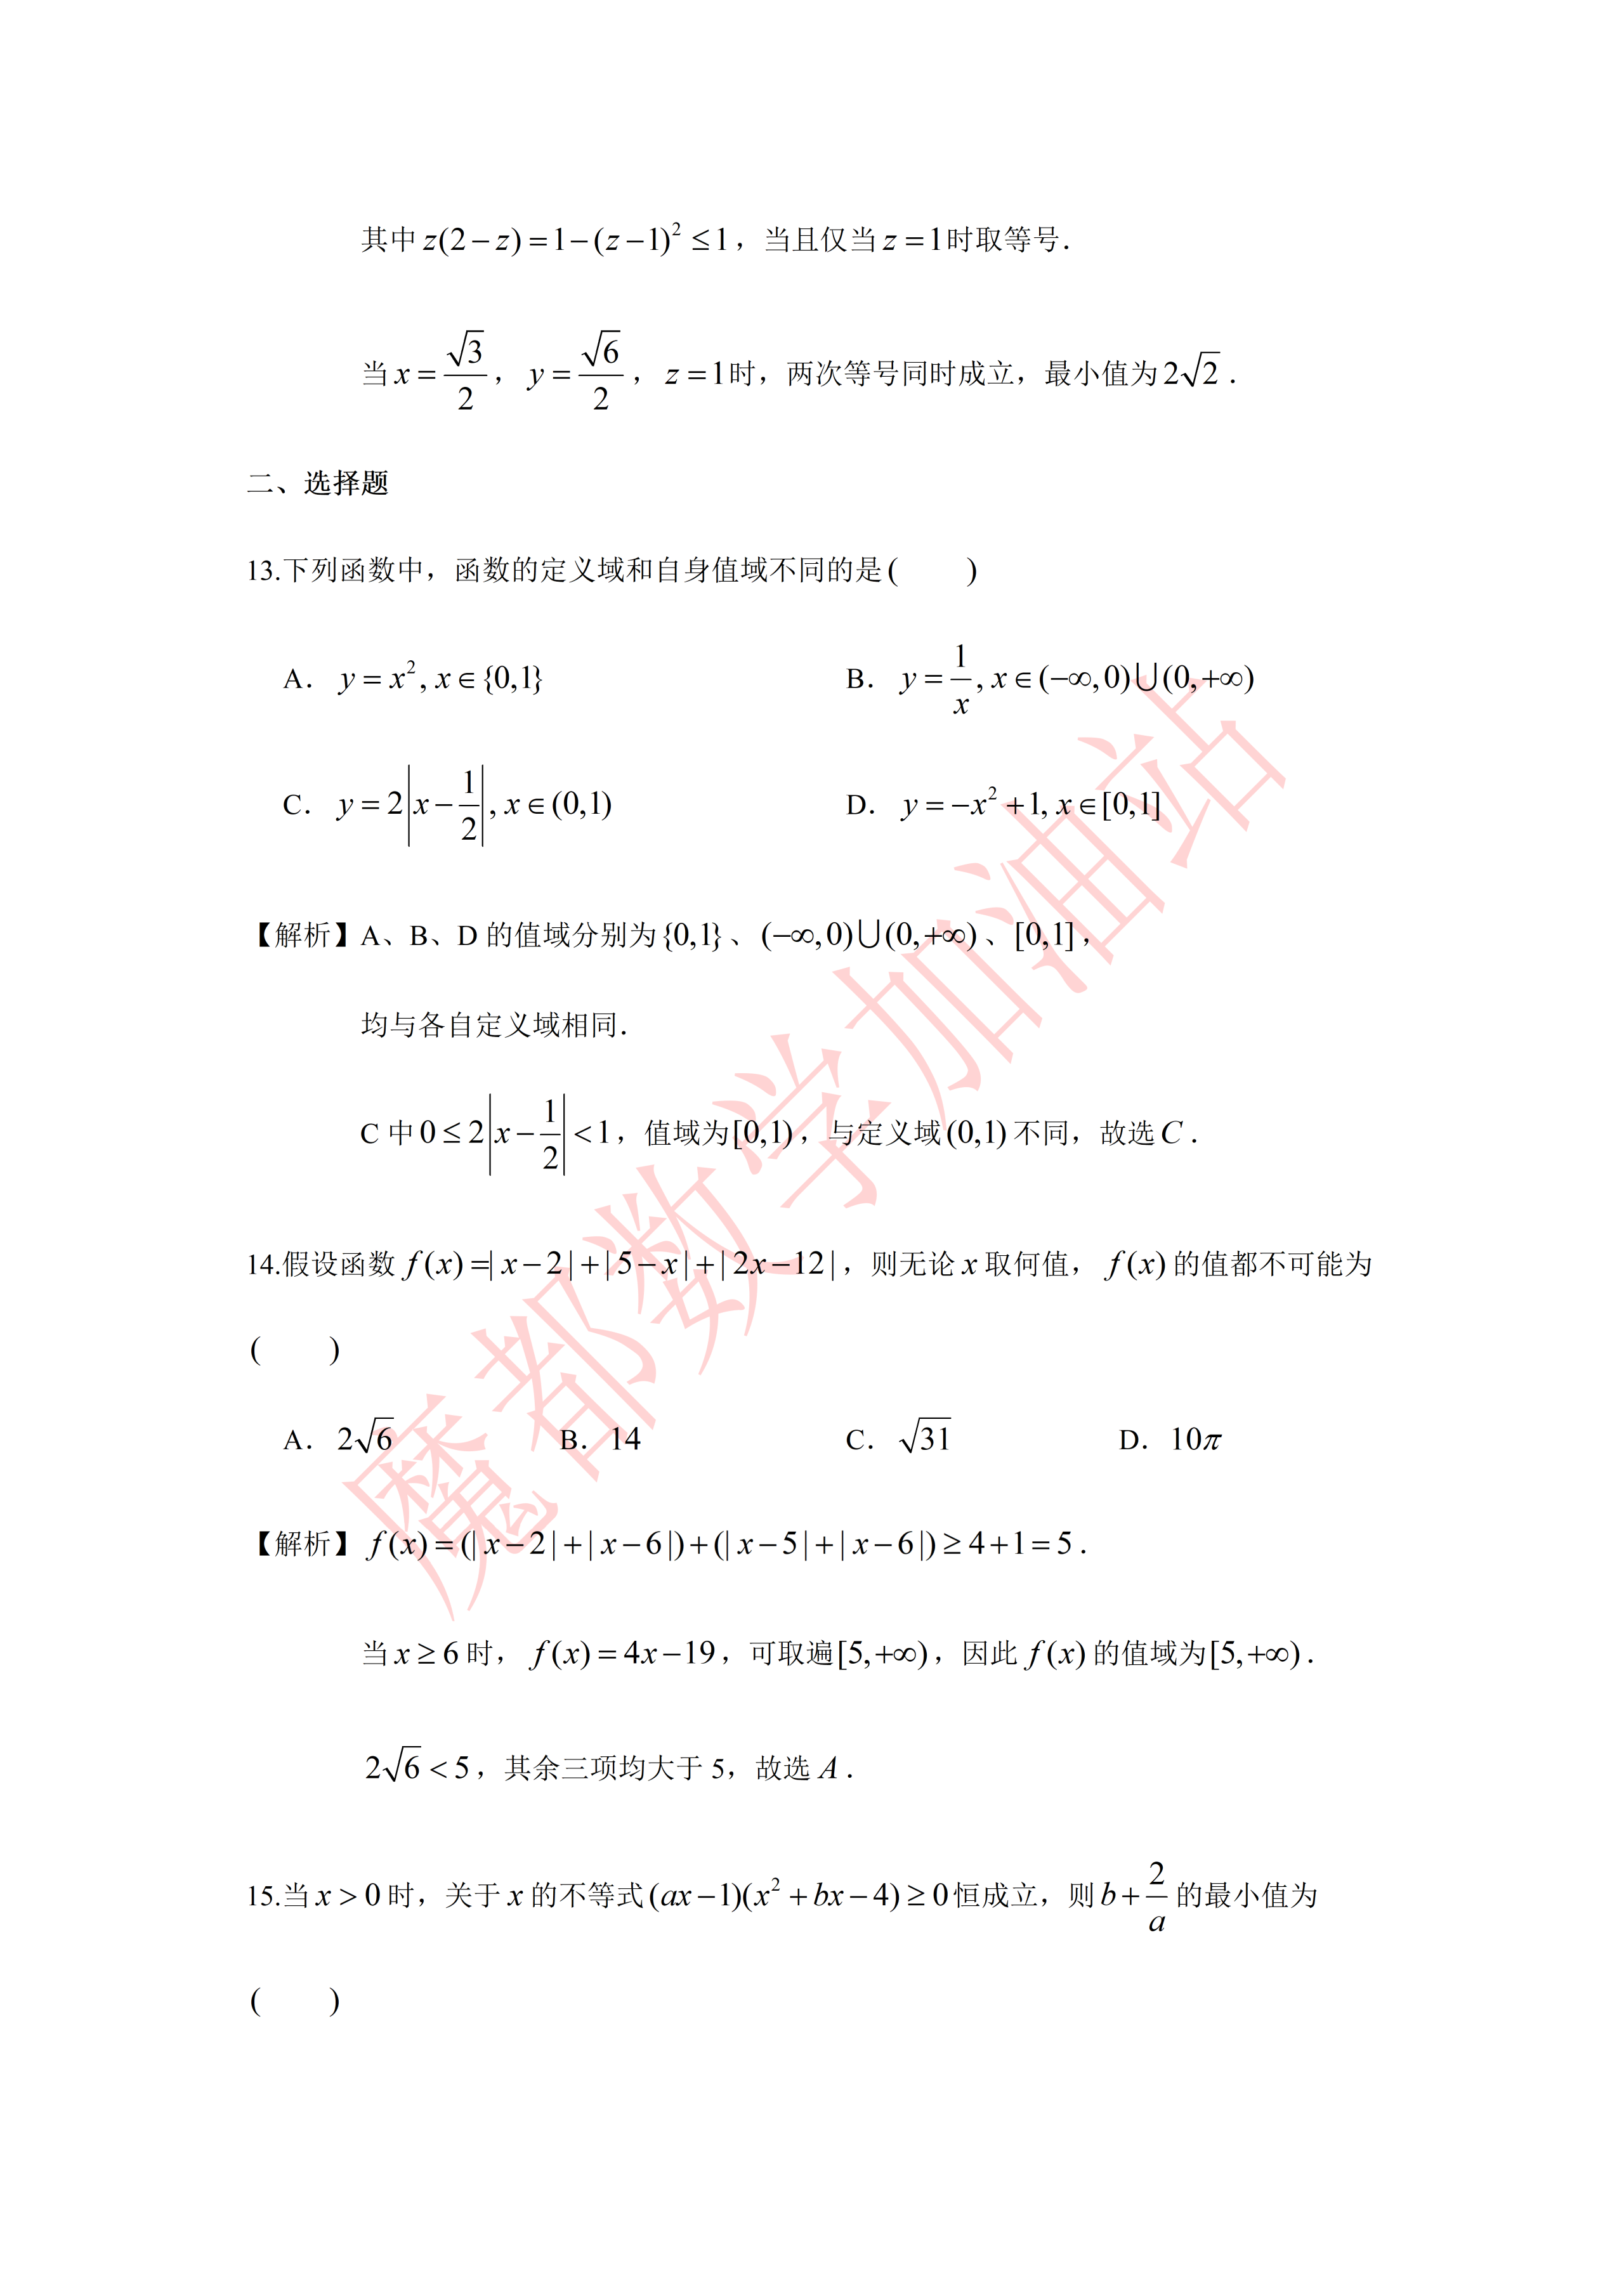 其中 z(2−z)=1−(z−1)²≤1，当且仅当 z=1时取等号．
当 x=√3/2，y=√6/2，z=1时，两次等号同时成立，最小值为 2√2．
二、选择题
13.下列函数中，函数的定义域和自身值域不同的是(　　)
A． y=x², x∈{0,1}　　B． y=1/x, x∈(−∞,0)∪(0,+∞)
C． y=2|x−1/2|, x∈(0,1)　　D． y=−x²+1, x∈[0,1]
【解析】A、B、D 的值域分别为{0,1}、(−∞,0)∪(0,+∞)、[0,1]，
均与各自定义域相同．
C 中 0≤2|x−1/2|<1，值域为[0,1)，与定义域(0,1)不同，故选 C．
14.假设函数 f(x)=|x−2|+|5−x|+|2x−12|，则无论 x 取何值， f(x)的值都不可能为
(　　)
A． 2√6　　B．14　　C． √31　　D．10π
【解析】 f(x)=(|x−2|+|x−6|)+(|x−5|+|x−6|)≥4+1=5．
当 x≥6 时， f(x)=4x−19，可取遍[5,+∞)，因此 f(x)的值域为[5,+∞)．
2√6<5，其余三项均大于 5，故选 A．
15.当 x>0 时，关于 x 的不等式(ax−1)(x²+bx−4)≥0恒成立，则 b+2/a 的最小值为
(　　)
魔都数学加油站